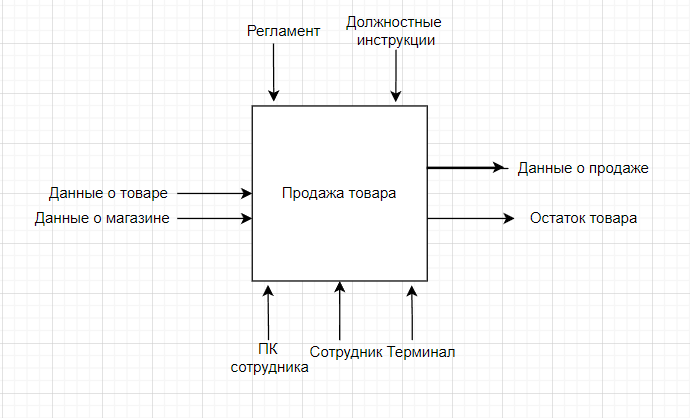 Регламент
Должностные
инструкции
Данные о товаре
Данные о магазине
Продажа товара
Данные о продаже
Остаток товара
ПК
сотрудника
Сотрудник
Терминал